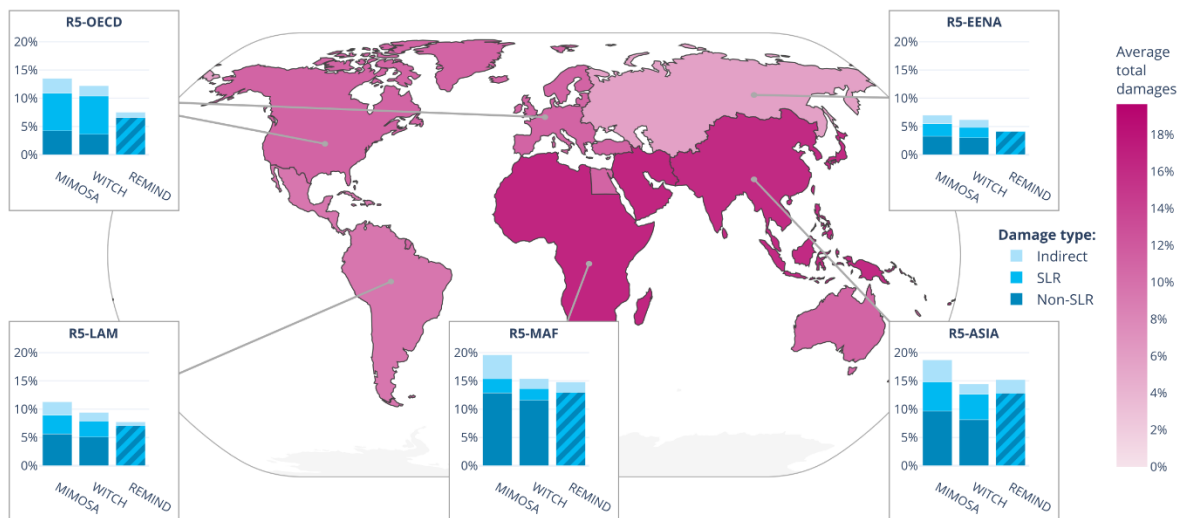 R5-OECD
20%
15%
10%
5%
0%
MIMOSA
WITCH
REMIND
R5-EENA
20%
15%
10%
5%
0%
MIMOSA
WITCH
REMIND
Average
total
damages
18%
16%
14%
12%
10%
8%
6%
4%
2%
0%
Damage type:
Indirect
SLR
Non-SLR
R5-LAM
20%
15%
10%
5%
0%
MIMOSA
WITCH
REMIND
R5-MAF
20%
15%
10%
5%
0%
MIMOSA
WITCH
REMIND
R5-ASIA
20%
15%
10%
5%
0%
MIMOSA
WITCH
REMIND